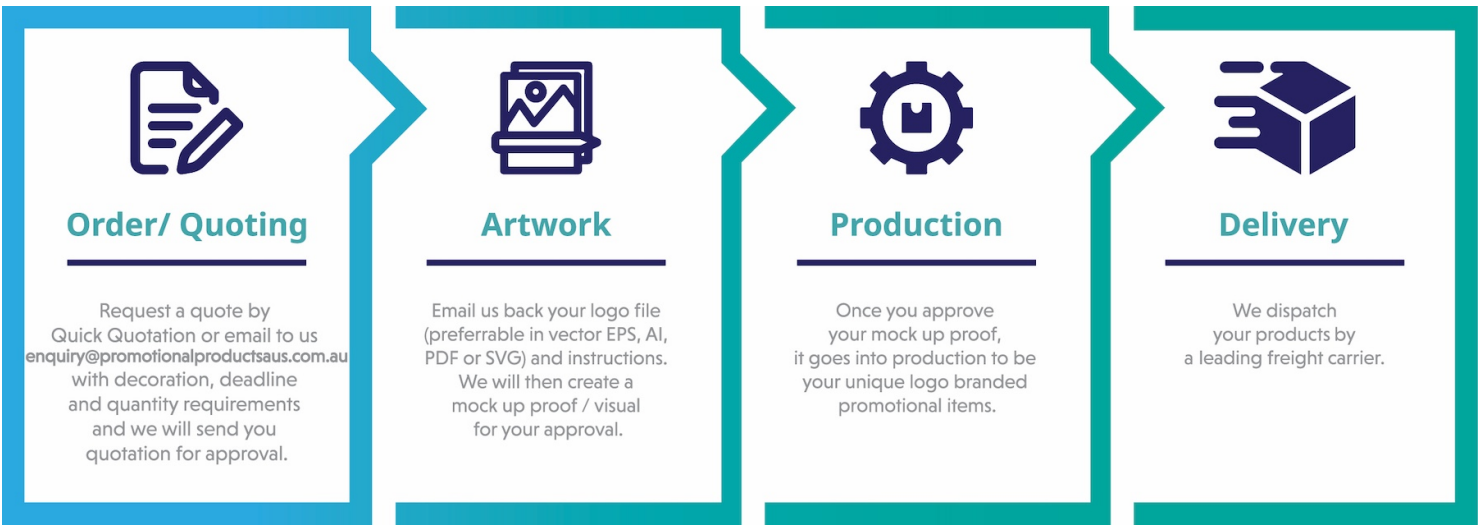 Order/ Quoting
Request a quote by
Quick Quotation or email to us
enquiry@promotionalproductsaus.com.au
with decoration, deadline
and quantity requirements
and we will send you
quotation for approval.
Artwork
Email us back your logo file
(preferrable in vector EPS, AI,
PDF or SVG) and instructions.
We will then create a
mock up proof / visual
for your approval.
Production
Once you approve
your mock up proof,
it goes into production to be
your unique logo branded
promotional items.
Delivery
We dispatch
your products by
a leading freight carrier.